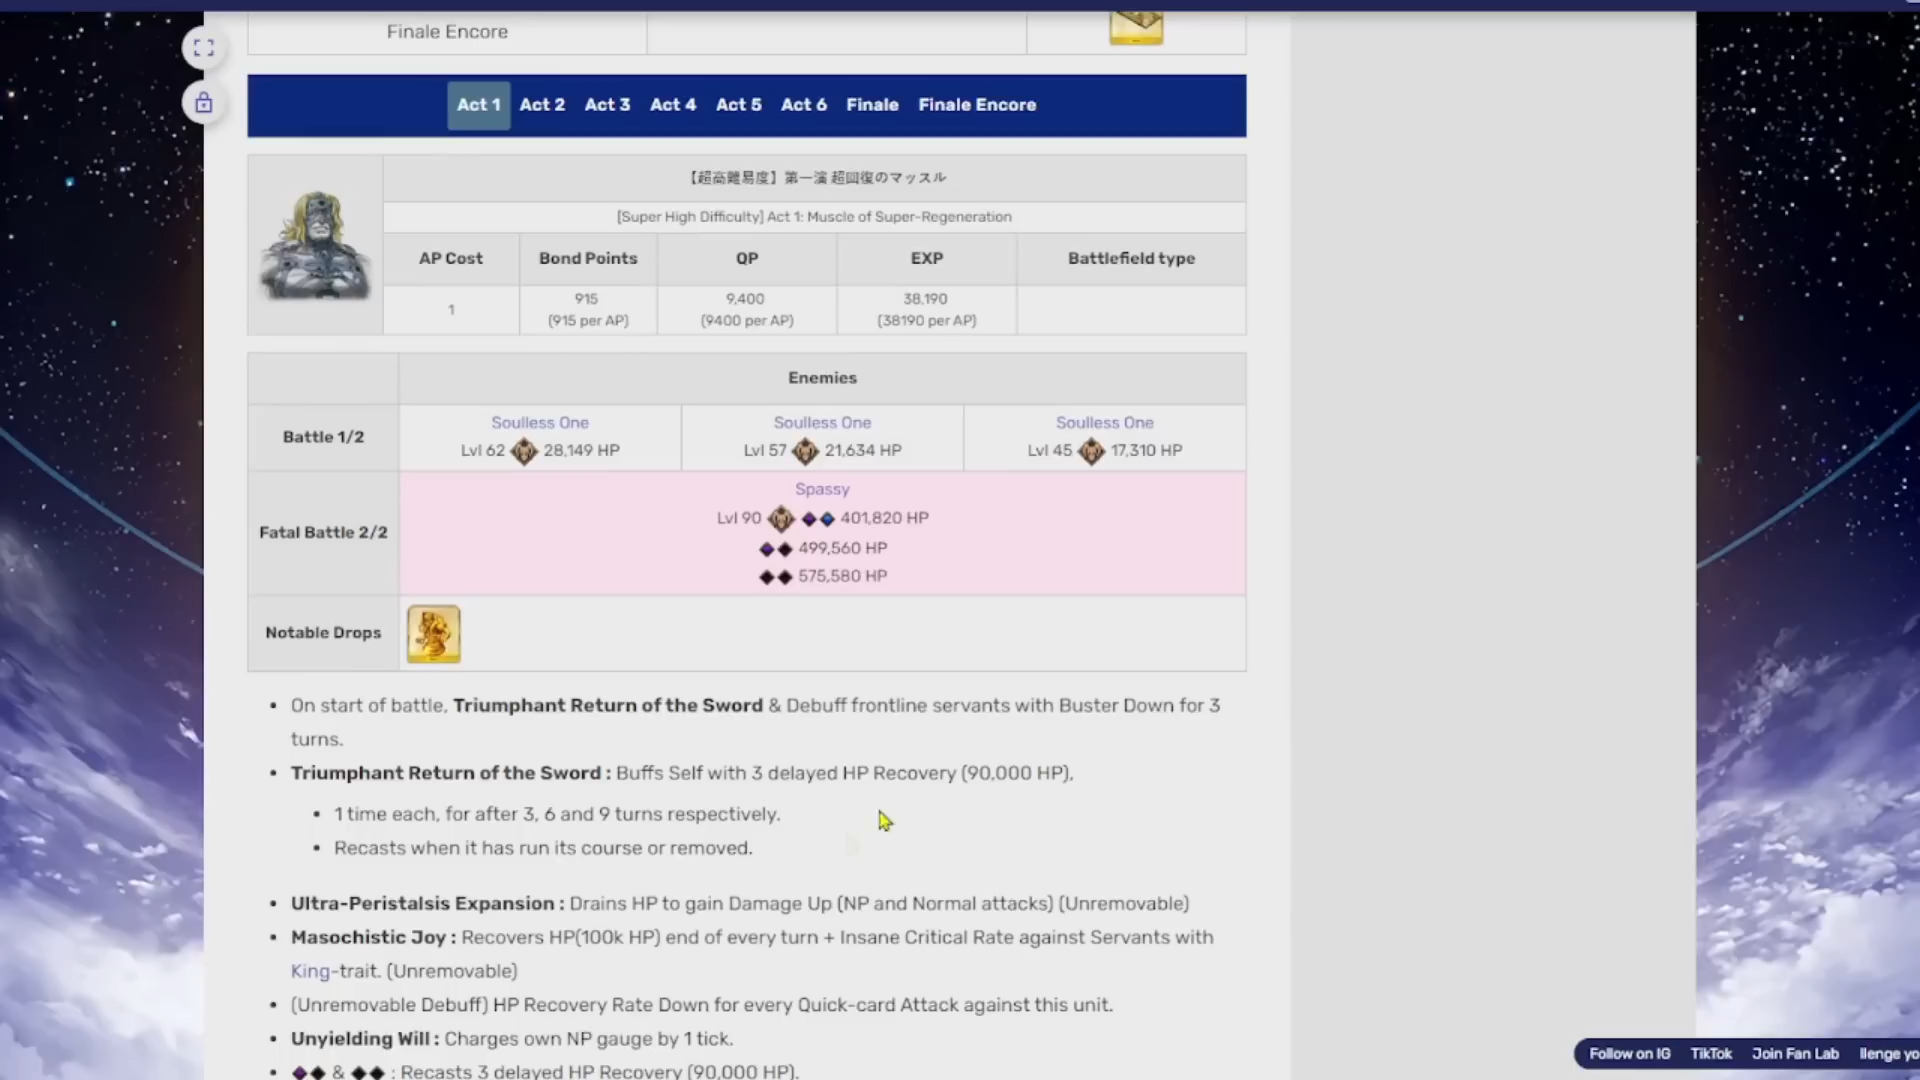 Finale Encore
Act 1 Act 2 Act 3 Act 4 Act 5 Act 6 Finale Finale Encore
【超高難易度】第一演 超回復のマッスル
[Super High Difficulty] Act 1: Muscle of Super-Regeneration
AP Cost Bond Points QP EXP Battlefield type
1 915 9,400 38,190
(915 per AP) (9400 per AP) (38190 per AP)
Enemies
Battle 1/2
Soulless One Soulless One Soulless One
Lvl 62 28,149 HP Lvl 57 21,634 HP Lvl 45 17,310 HP
Fatal Battle 2/2
Spassy
Lvl 90 401,820 HP
499,560 HP
575,580 HP
Notable Drops
• On start of battle, Triumphant Return of the Sword & Debuff frontline servants with Buster Down for 3
turns.
• Triumphant Return of the Sword : Buffs Self with 3 delayed HP Recovery (90,000 HP),
• 1 time each, for after 3, 6 and 9 turns respectively.
• Recasts when it has run its course or removed.
• Ultra-Peristalsis Expansion : Drains HP to gain Damage Up (NP and Normal attacks) (Unremovable)
• Masochistic Joy : Recovers HP(100k HP) end of every turn + Insane Critical Rate against Servants with
King-trait. (Unremovable)
• (Unremovable Debuff) HP Recovery Rate Down for every Quick-card Attack against this unit.
• Unyielding Will : Charges own NP gauge by 1 tick.
• & : Recasts 3 delayed HP Recovery (90,000 HP).
Follow on IG TikTok Join Fan Lab llenge yo